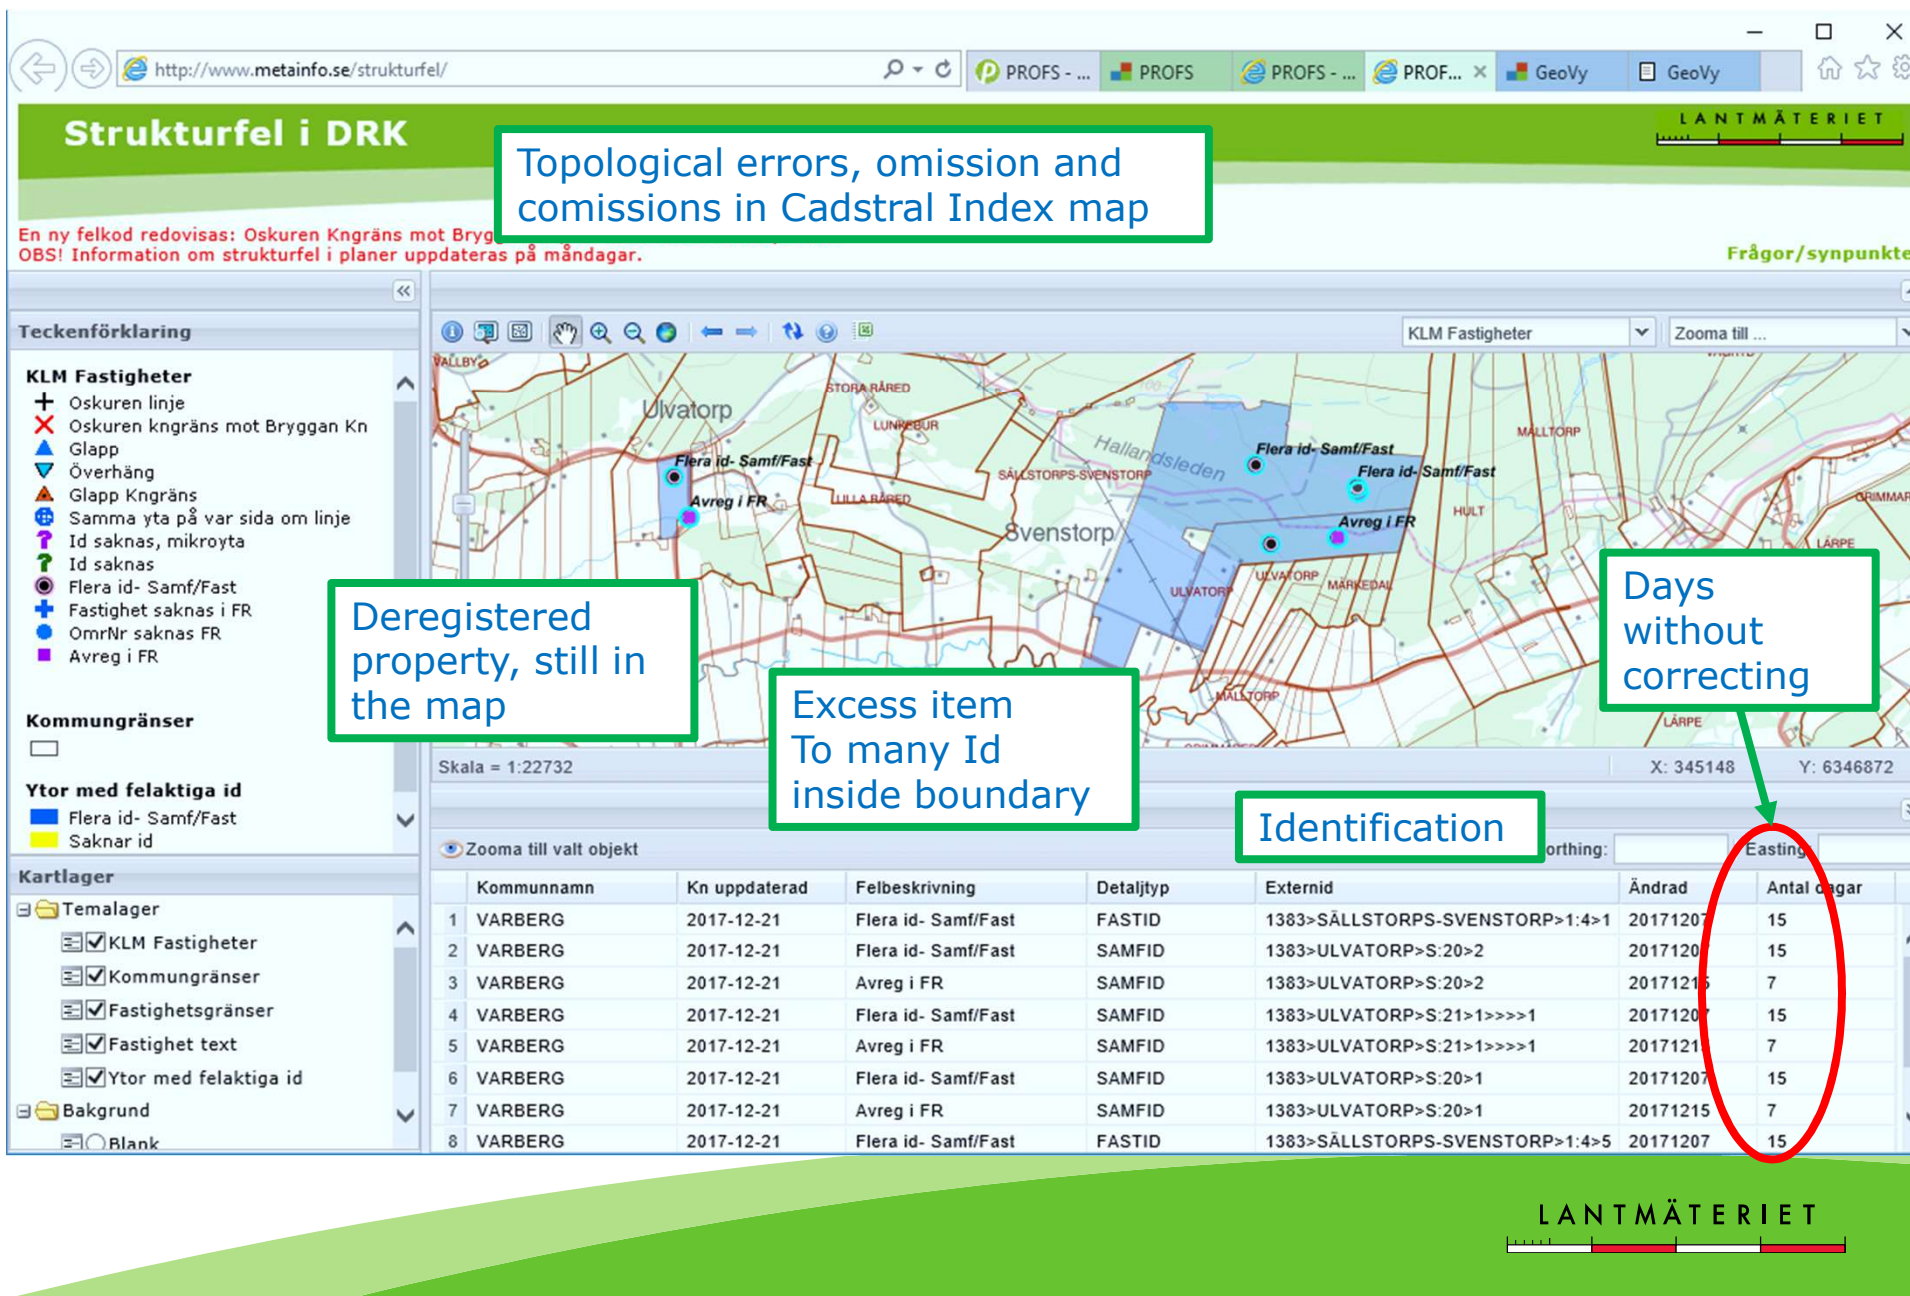 http://www.metainfo.se/strukturfel/
PROFS - ...
PROFS
PROFS - ...
PROF...
GeoVy
GeoVy
Strukturfel i DRK
LANTMÄTERIET
Topological errors, omission and
comissions in Cadstral Index map
En ny felkod redovisas: Oskuren Kngräns mot Bryg
OBS! Information om strukturfel i planer uppdateras på måndagar.
Frågor/synpunkte
Teckenförklaring
KLM Fastigheter
Zooma till ...
KLM Fastigheter
Oskuren linje
Oskuren kngräns mot Bryggan Kn
Glapp
Överhäng
Glapp Kngräns
Samma yta på var sida om linje
Id saknas, mikroyta
Id saknas
Flera id- Samf/Fast
Fastighet saknas i FR
OmrNr saknas FR
Avreg i FR
Kommungränser
Ytor med felaktiga id
Flera id- Samf/Fast
Saknar id
VALLBY
STORA RÅRED
Ulvatorp
LUNKEBUR
MÄLLTORP
Hallandsleden
Flera id- Samf/Fast
Flera id- Samf/Fast
Flera id- Samf/Fast
SÄLLSTORPS-SVENSTORP
Avreg i FR
LILLA RÅRED
GRIMMAR
HULT
Avreg i FR
Svenstorp
LÄRPE
ULVATORP
ULVATORP
MÄRKEDAL
MÄLLTORP
LÄRPE
Deregistered
property, still in
the map
Excess item
To many Id
inside boundary
Days
without
correcting
Identification
Skala = 1:22732
X: 345148
Y: 6346872
Zooma till valt objekt
orthing:
Easting:
Kommunnamn Kn uppdaterad Felbeskrivning Detaljtyp Externid Ändrad Antal dagar
1 VARBERG 2017-12-21 Flera id- Samf/Fast FASTID 1383>SÄLLSTORPS-SVENSTORP>1:4>1 20171207 15
2 VARBERG 2017-12-21 Flera id- Samf/Fast SAMFID 1383>ULVATORP>S:20>2 20171207 15
3 VARBERG 2017-12-21 Avreg i FR SAMFID 1383>ULVATORP>S:20>2 20171215 7
4 VARBERG 2017-12-21 Flera id- Samf/Fast SAMFID 1383>ULVATORP>S:21>1>>>>1 20171207 15
5 VARBERG 2017-12-21 Avreg i FR SAMFID 1383>ULVATORP>S:21>1>>>>1 20171215 7
6 VARBERG 2017-12-21 Flera id- Samf/Fast SAMFID 1383>ULVATORP>S:20>1 20171207 15
7 VARBERG 2017-12-21 Avreg i FR SAMFID 1383>ULVATORP>S:20>1 20171215 7
8 VARBERG 2017-12-21 Flera id- Samf/Fast FASTID 1383>SÄLLSTORPS-SVENSTORP>1:4>5 20171207 15
Kartlager
Temalager
KLM Fastigheter
Kommungränser
Fastighetsgränser
Fastighet text
Ytor med felaktiga id
Bakgrund
Blank
LANTMÄTERIET